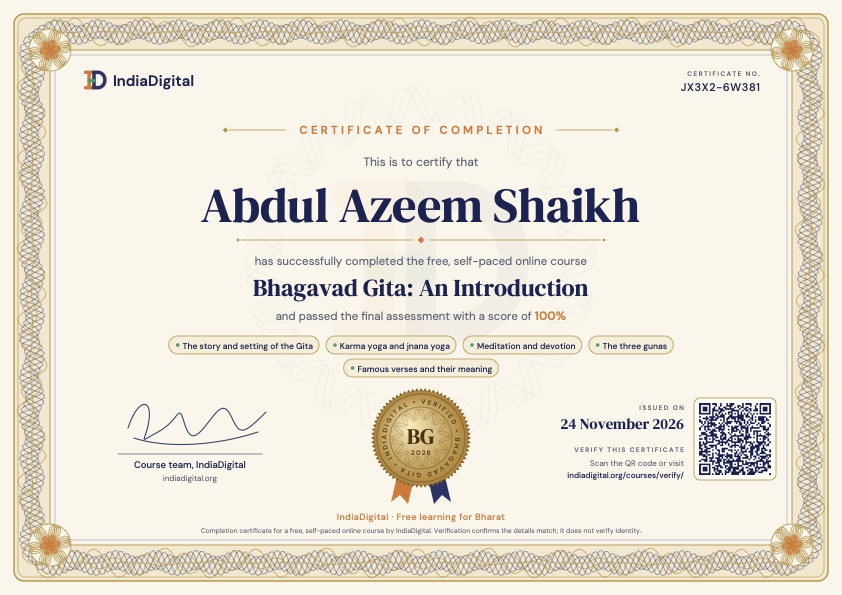 IndiaDigital
CERTIFICATE NO.
JX3X2-6W381
CERTIFICATE OF COMPLETION
This is to certify that
Abdul Azeem Shaikh
has successfully completed the free, self-paced online course
Bhagavad Gita: An Introduction
and passed the final assessment with a score of 100%
The story and setting of the Gita
Karma yoga and jnana yoga
Meditation and devotion
The three gunas
Famous verses and their meaning
Course team, IndiaDigital
indiadigital.org
INDIADIGITAL • VERIFIED • BHAGAVAD GITA •
BG
2026
ISSUED ON
24 November 2026
VERIFY THIS CERTIFICATE
Scan the QR code or visit
indiadigital.org/courses/verify/
IndiaDigital · Free learning for Bharat
Completion certificate for a free, self-paced online course by IndiaDigital. Verification confirms the details match; it does not verify identity.